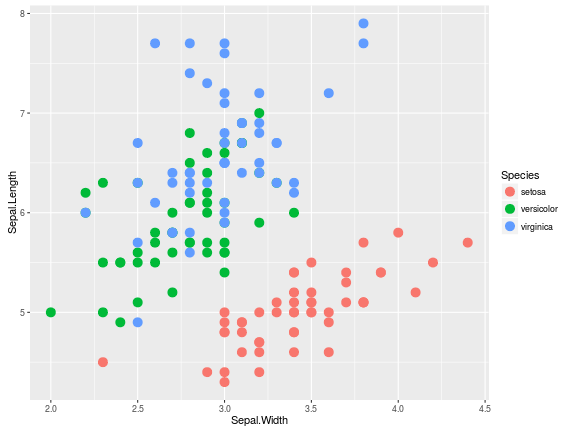 8
7
6
5
Sepal.Length
2.0 2.5 3.0 3.5 4.0 4.5
Sepal.Width
Species
setosa
versicolor
virginica